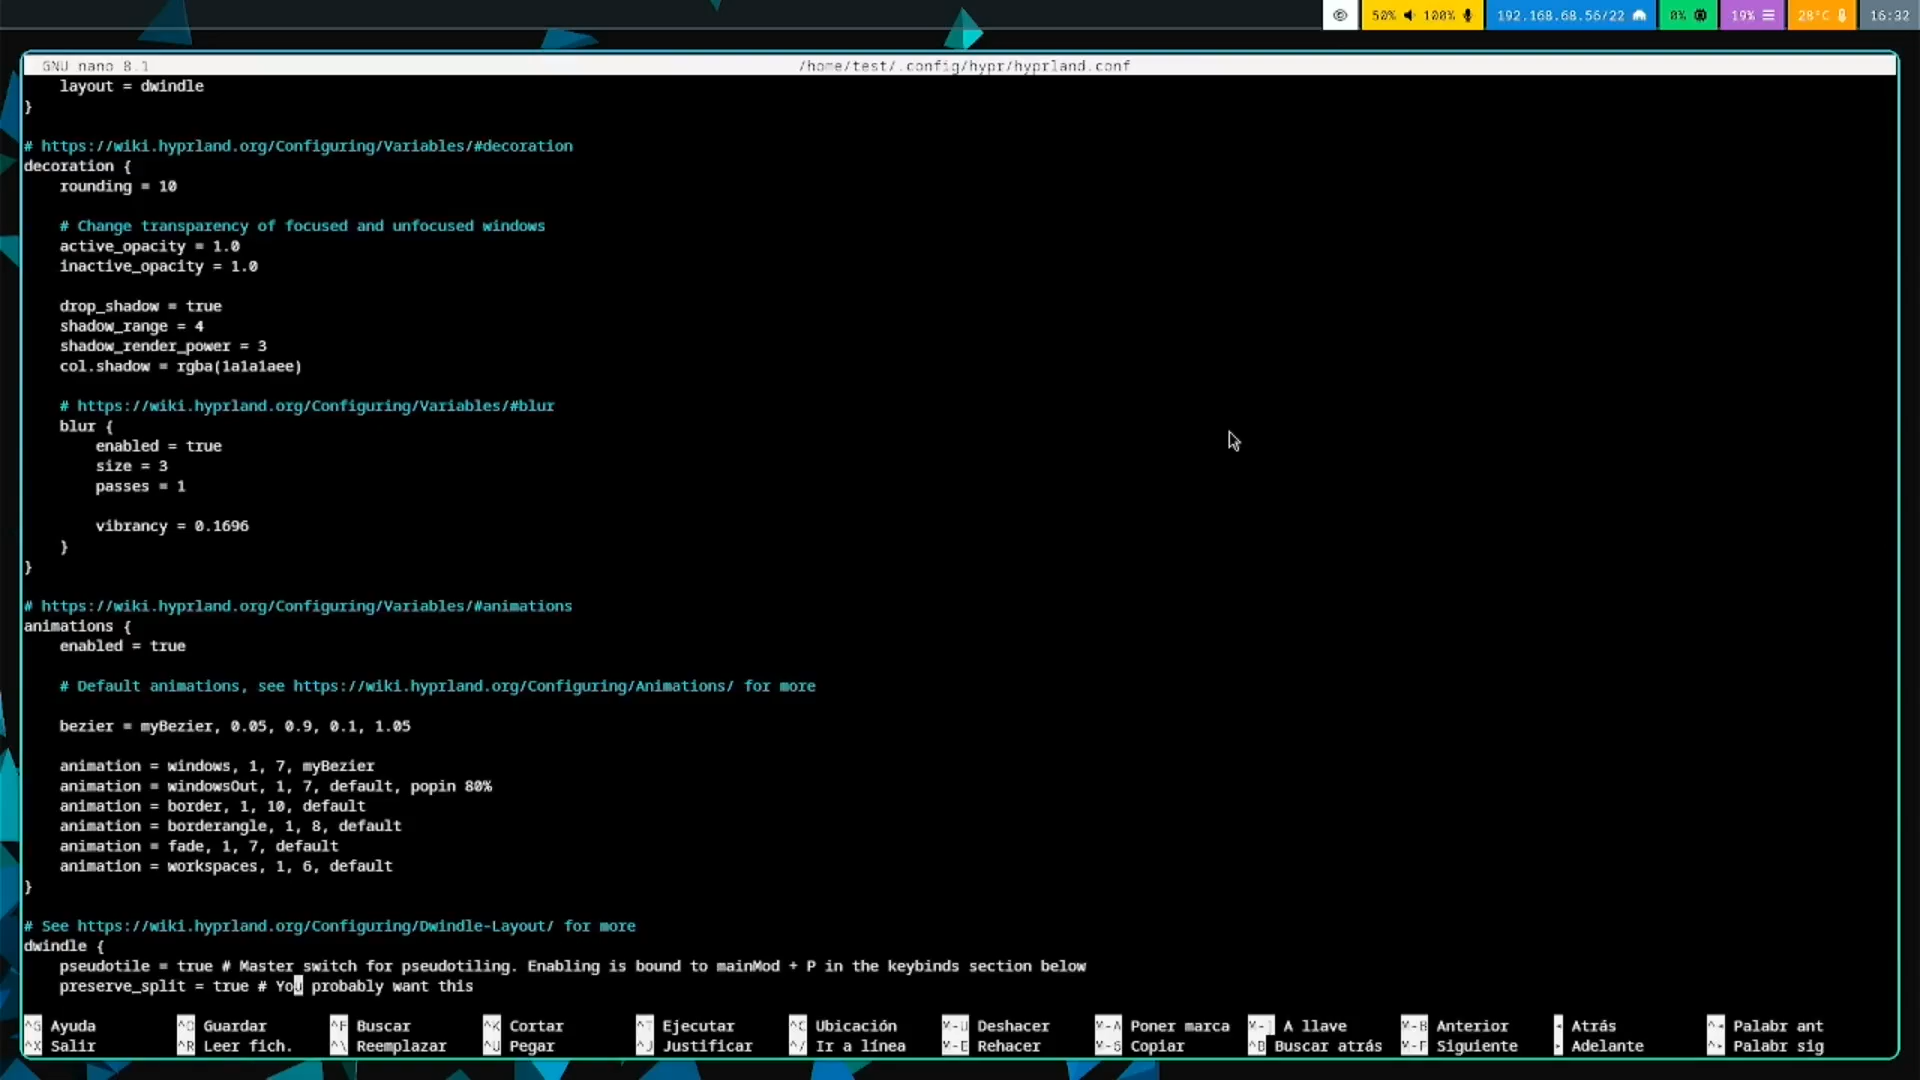 50% 100% 192.168.68.56/22 0% 19% 28°C 16:32
GNU nano 8.1 /home/test/.config/hypr/hyprland.conf
layout = dwindle
}
# https://wiki.hyprland.org/Configuring/Variables/#decoration
decoration {
rounding = 10
# Change transparency of focused and unfocused windows
active_opacity = 1.0
inactive_opacity = 1.0
drop_shadow = true
shadow_range = 4
shadow_render_power = 3
col.shadow = rgba(1a1a1aee)
# https://wiki.hyprland.org/Configuring/Variables/#blur
blur {
enabled = true
size = 3
passes = 1
vibrancy = 0.1696
}
}
# https://wiki.hyprland.org/Configuring/Variables/#animations
animations {
enabled = true
# Default animations, see https://wiki.hyprland.org/Configuring/Animations/ for more
bezier = myBezier, 0.05, 0.9, 0.1, 1.05
animation = windows, 1, 7, myBezier
animation = windowsOut, 1, 7, default, popin 80%
animation = border, 1, 10, default
animation = borderangle, 1, 8, default
animation = fade, 1, 7, default
animation = workspaces, 1, 6, default
}
# See https://wiki.hyprland.org/Configuring/Dwindle-Layout/ for more
dwindle {
pseudotile = true # Master switch for pseudotiling. Enabling is bound to mainMod + P in the keybinds section below
preserve_split = true # You probably want this
^G Ayuda ^O Guardar ^F Buscar ^K Cortar ^T Ejecutar ^C Ubicación M-U Deshacer M-A Poner marca M-] A llave M-B Anterior Atrás Palabr ant
^X Salir ^R Leer fich. ^\ Reemplazar ^U Pegar ^J Justificar ^/ Ir a línea M-E Rehacer M-6 Copiar ^B Buscar atrás M-F Siguiente Adelante Palabr sig